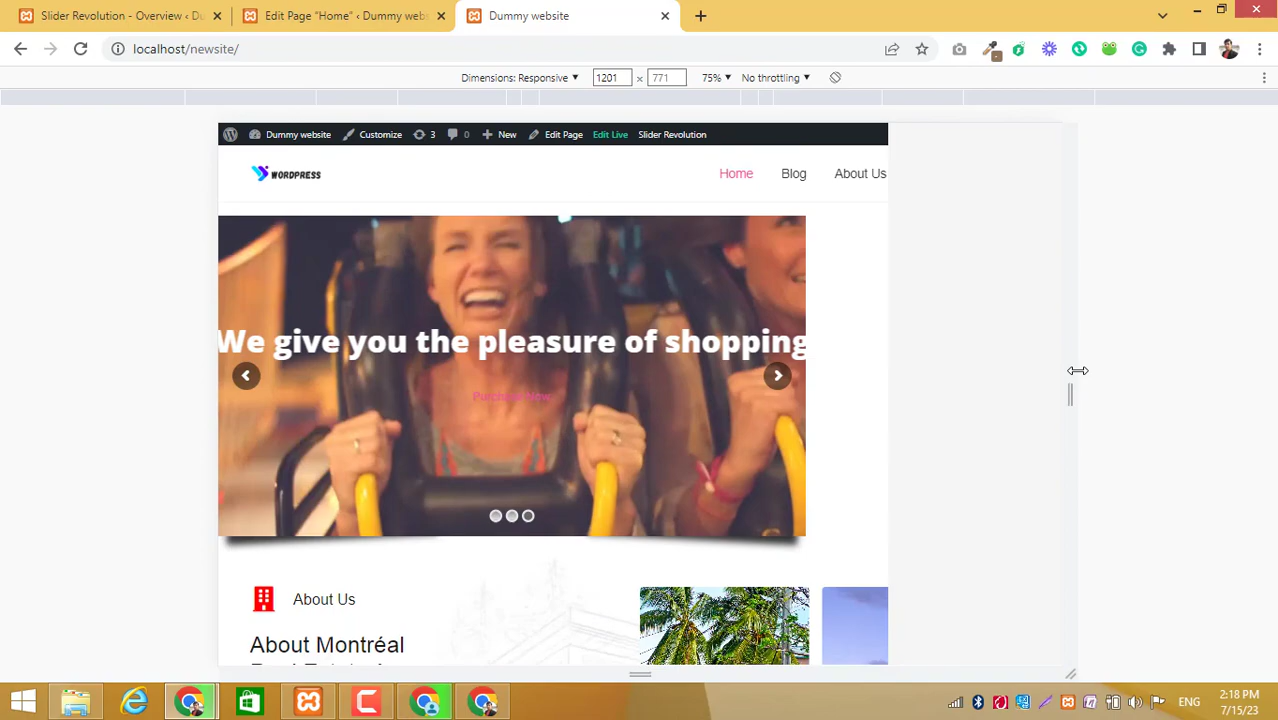 Slider Revolution - Overview ‹ Du
Edit Page "Home" ‹ Dummy webs
Dummy website
localhost/newsite/
Dimensions: Responsive
1201
×
771
75%
No throttling
Dummy website
Customize
3
0
New
Edit Page
Edit Live
Slider Revolution
WORDPRESS
Home
Blog
About Us
We give you the pleasure of shopping
Purchase Now
About Us
About Montréal
ENG
2:18 PM
7/15/23